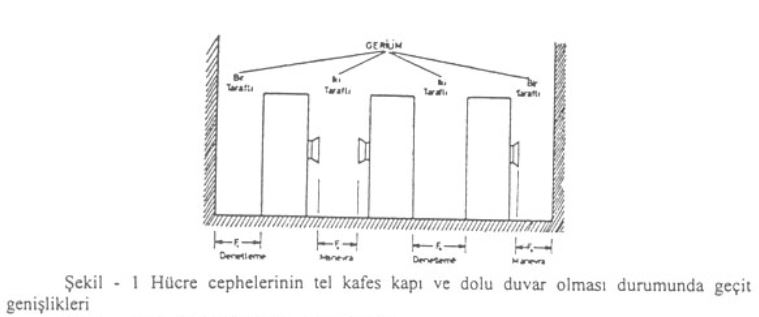 GERİLİM
Bir Taraflı
İki Taraflı
İki Taraflı
Bir Taraflı
Denetleme
Manevra
Denetleme
Manevra
Şekil - 1 Hücre cephelerinin tel kafes kapı ve dolu duvar olması durumunda geçit
genişlikleri